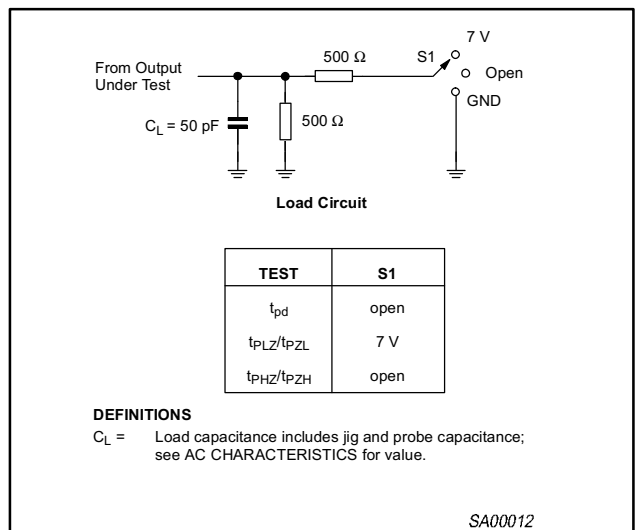 7 V
500 Ω
S1
From Output
Under Test
Open
GND
C_L = 50 pF
500 Ω
Load Circuit
TEST S1
t_pd open
t_PLZ/t_PZL 7 V
t_PHZ/t_PZH open
DEFINITIONS
C_L = Load capacitance includes jig and probe capacitance;
see AC CHARACTERISTICS for value.
SA00012